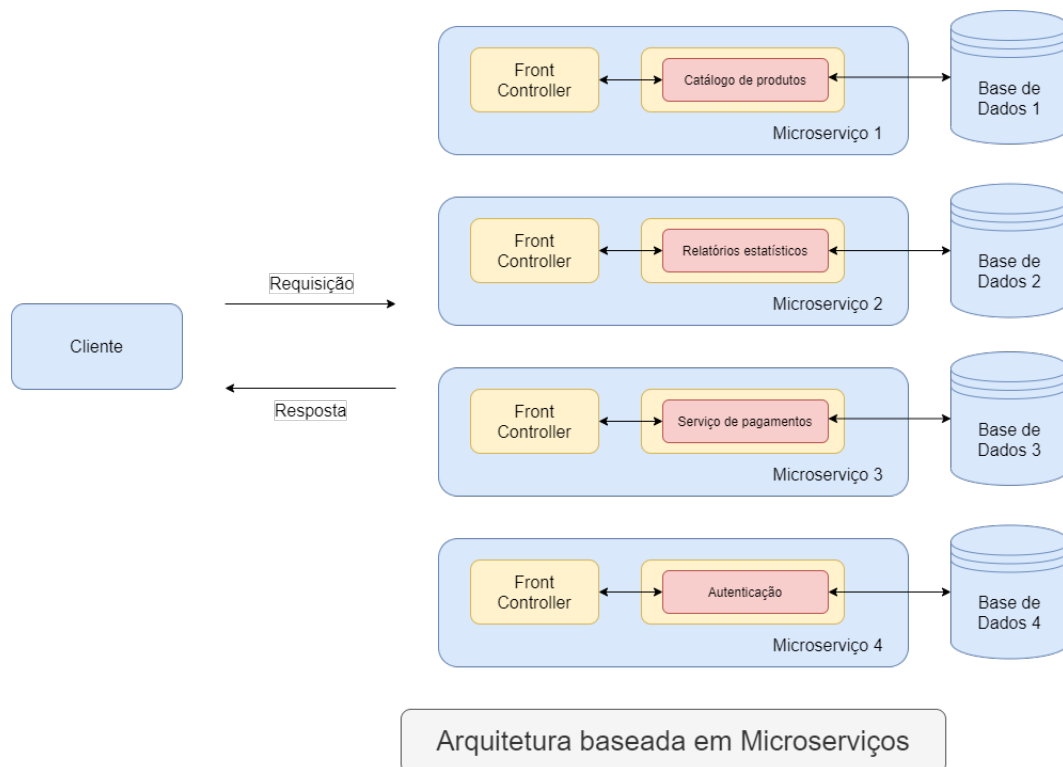 Front
Controller
Catálogo de produtos
Microserviço 1
Base de
Dados 1
Front
Controller
Relatórios estatísticos
Microserviço 2
Base de
Dados 2
Requisição
Cliente
Resposta
Front
Controller
Serviço de pagamentos
Microserviço 3
Base de
Dados 3
Front
Controller
Autenticação
Microserviço 4
Base de
Dados 4
Arquitetura baseada em Microserviços